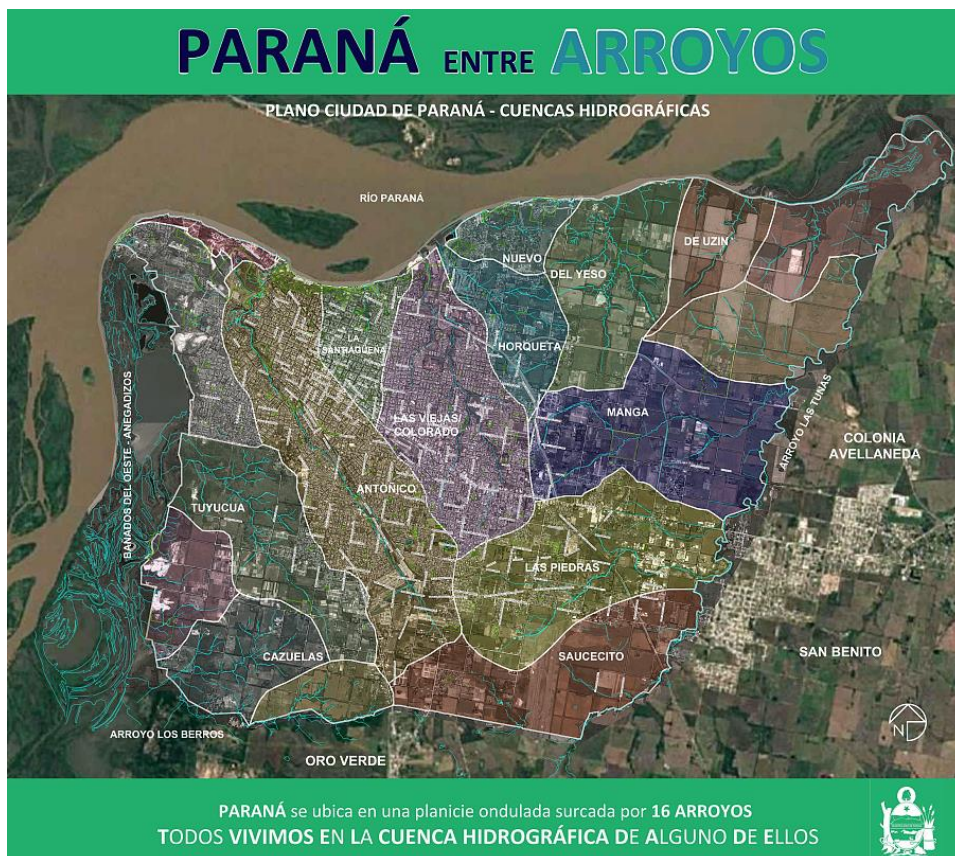 PARANÁ ENTRE ARROYOS
PLANO CIUDAD DE PARANÁ - CUENCAS HIDROGRÁFICAS
RÍO PARANÁ
NUEVO
DEL YESO
DE UZIN
LA SANTIAGUEÑA
HORQUETA
LAS VIEJAS/
COLORADO
MANGA
ARROYO LAS TUNAS
COLONIA
AVELLANEDA
BAÑADOS DEL OESTE - ANEGADIZOS
TUYUCUA
ANTOÑICO
LAS PIEDRAS
CAZUELAS
SAUCECITO
SAN BENITO
ARROYO LOS BERROS
ORO VERDE
N
PARANÁ se ubica en una planicie ondulada surcada por 16 ARROYOS
TODOS VIVIMOS EN LA CUENCA HIDROGRÁFICA DE ALGUNO DE ELLOS